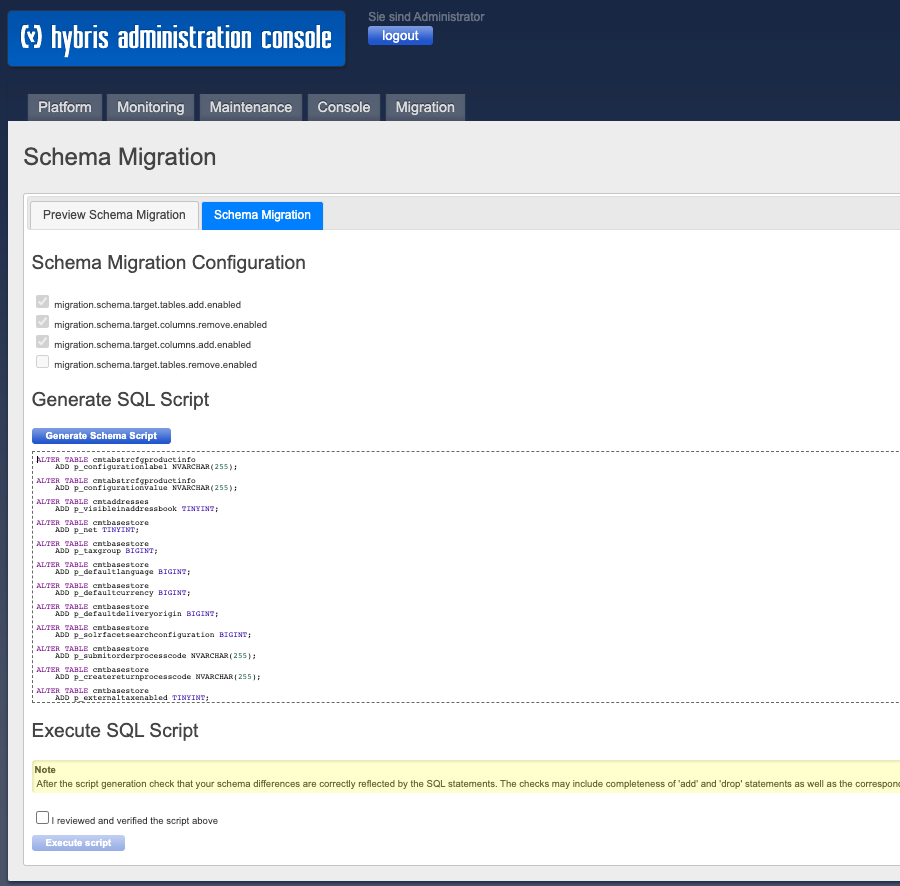 hybris administration console
Sie sind Administrator
logout
Platform Monitoring Maintenance Console Migration
Schema Migration
Preview Schema Migration Schema Migration
Schema Migration Configuration
migration.schema.target.tables.add.enabled
migration.schema.target.columns.remove.enabled
migration.schema.target.columns.add.enabled
migration.schema.target.tables.remove.enabled
Generate SQL Script
Generate Schema Script
ALTER TABLE cmtabstrcfgproductinfo
ADD p_configurationlabel NVARCHAR(255);
ALTER TABLE cmtabstrcfgproductinfo
ADD p_configurationvalue NVARCHAR(255);
ALTER TABLE cmtaddresses
ADD p_visibleinaddressbook TINYINT;
ALTER TABLE cmtbasestore
ADD p_net TINYINT;
ALTER TABLE cmtbasestore
ADD p_taxgroup BIGINT;
ALTER TABLE cmtbasestore
ADD p_defaultlanguage BIGINT;
ALTER TABLE cmtbasestore
ADD p_defaultcurrency BIGINT;
ALTER TABLE cmtbasestore
ADD p_defaultdeliveryorigin BIGINT;
ALTER TABLE cmtbasestore
ADD p_solrfacetsearchconfiguration BIGINT;
ALTER TABLE cmtbasestore
ADD p_submitorderprocesscode NVARCHAR(255);
ALTER TABLE cmtbasestore
ADD p_createreturnprocesscode NVARCHAR(255);
ALTER TABLE cmtbasestore
ADD p_externaltaxenabled TINYINT;
Execute SQL Script
Note
After the script generation check that your schema differences are correctly reflected by the SQL statements. The checks may include completeness of 'add' and 'drop' statements as well as the correspon
I reviewed and verified the script above
Execute script